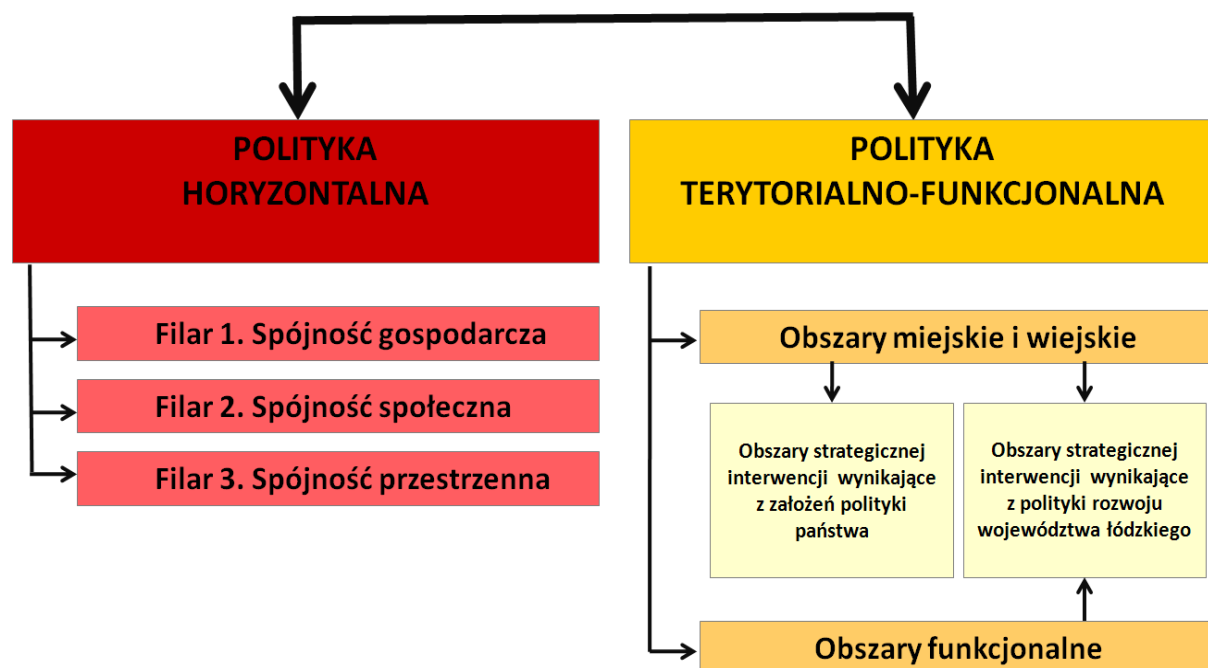 POLITYKA
HORYZONTALNA
Filar 1. Spójność gospodarcza
Filar 2. Spójność społeczna
Filar 3. Spójność przestrzenna
POLITYKA
TERYTORIALNO-FUNKCJONALNA
Obszary miejskie i wiejskie
Obszary strategicznej
interwencji wynikające
z założeń polityki
państwa
Obszary strategicznej
interwencji wynikające
z polityki rozwoju
województwa łódzkiego
Obszary funkcjonalne